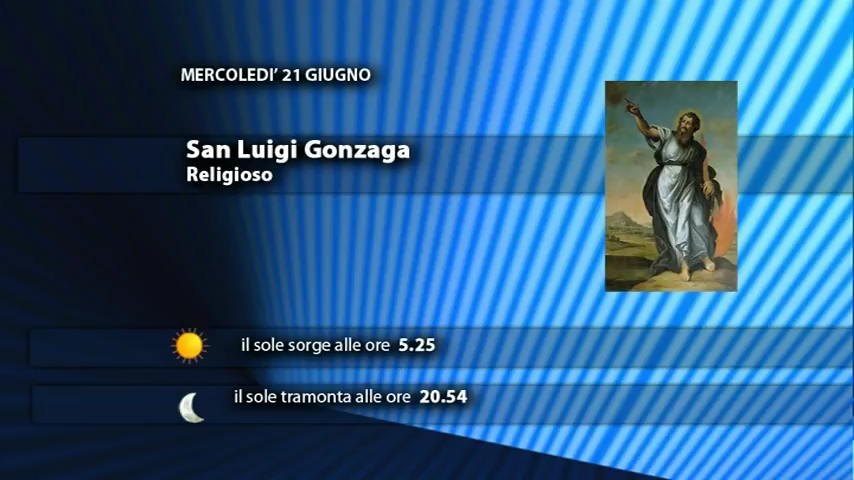 MERCOLEDI’ 21 GIUGNO
San Luigi Gonzaga
Religioso
il sole sorge alle ore 5.25
il sole tramonta alle ore 20.54